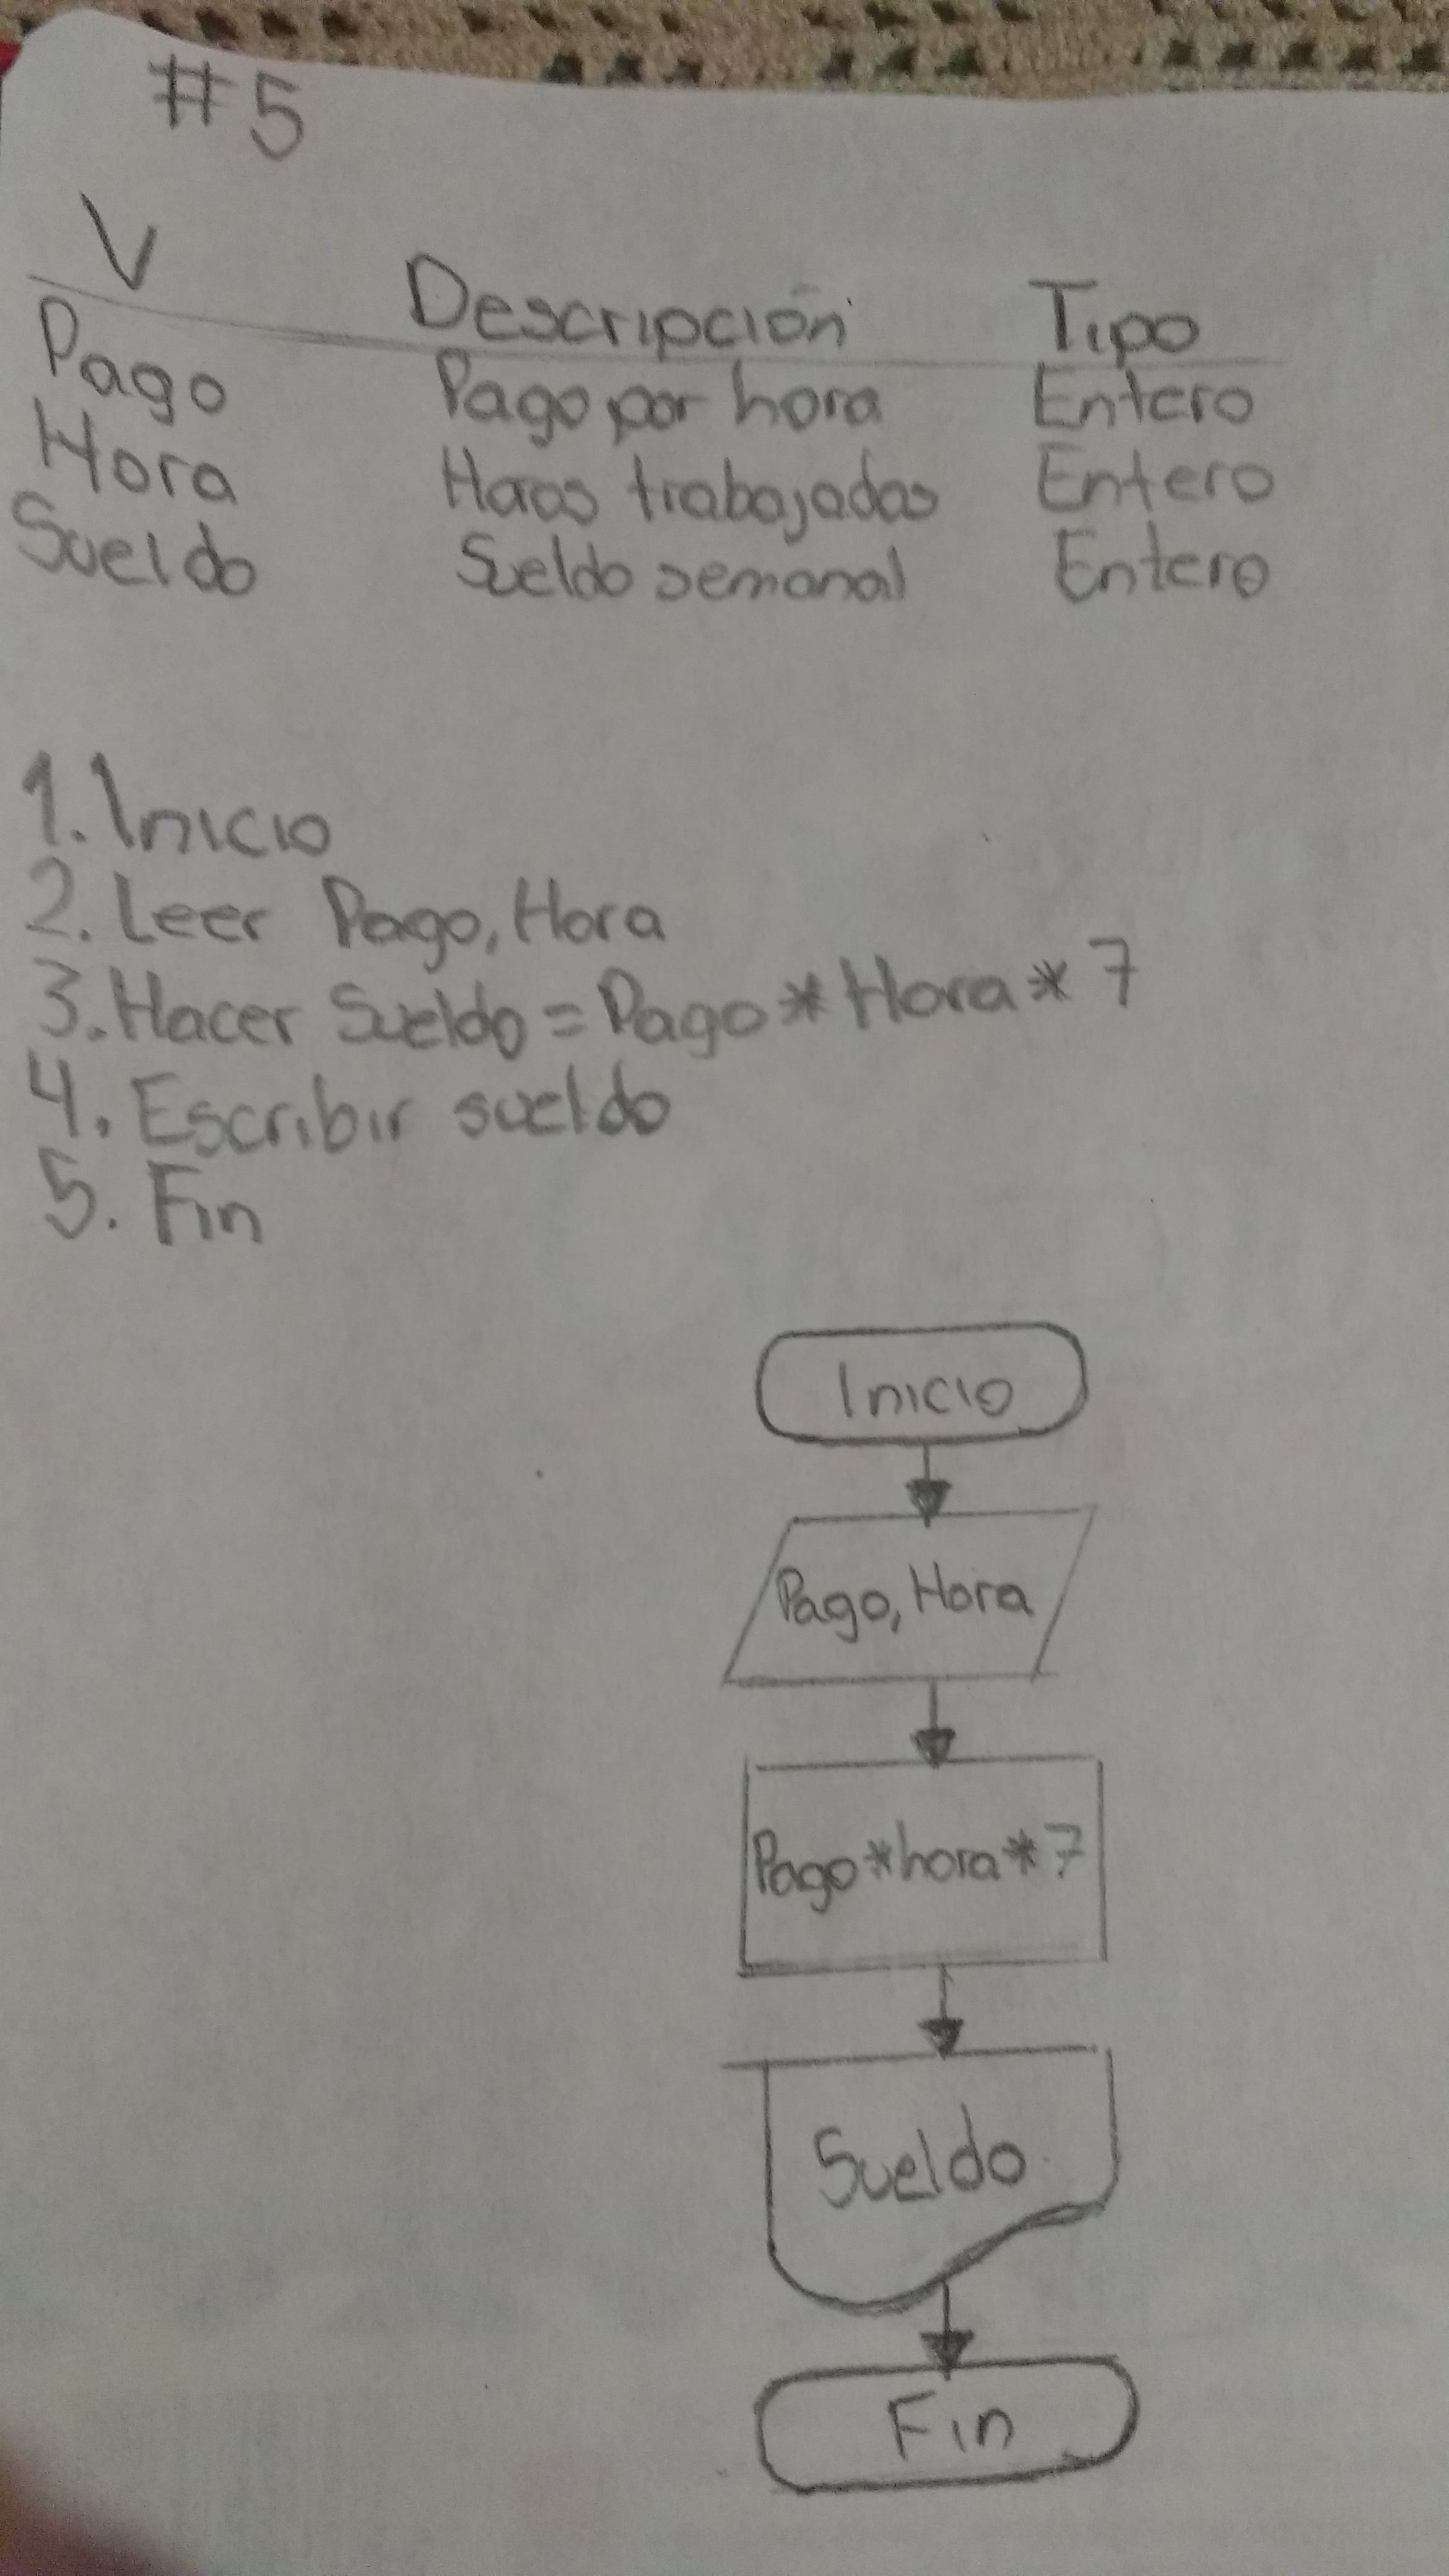 #5
V Descripción Tipo
Pago Pago por hora Entero
Hora Horas trabajadas Entero
Sueldo Sueldo semanal Entero
1. Inicio
2. Leer Pago, Hora
3. Hacer Sueldo = Pago * Hora * 7
4. Escribir sueldo
5. Fin
Inicio
Pago, Hora
Pago * hora * 7
Sueldo
Fin